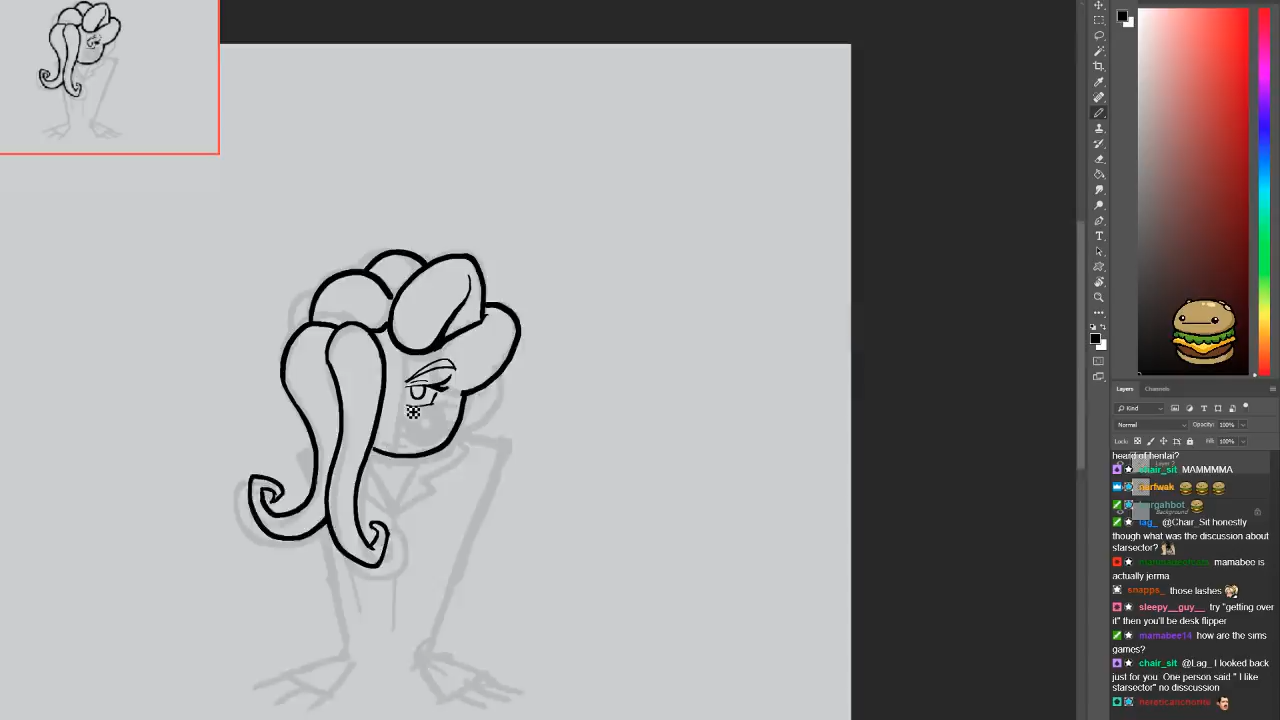 Layers Channels
Kind
Normal Opacity: 100%
Lock: Fill: 100%
heard of hentai?
chair_sit MAMMMMA
Background
lag_ @Chair_Sit honestly
though what was the discussion about
starsector?
mamabee is
actually jerma
snapps_ those lashes
sleepy__guy__ try "getting over
it" then you'll be desk flipper
mamabee14 how are the sims
games?
chair_sit @Lag_ I looked back
just for you. One person said " I like
starsector" no disscussion